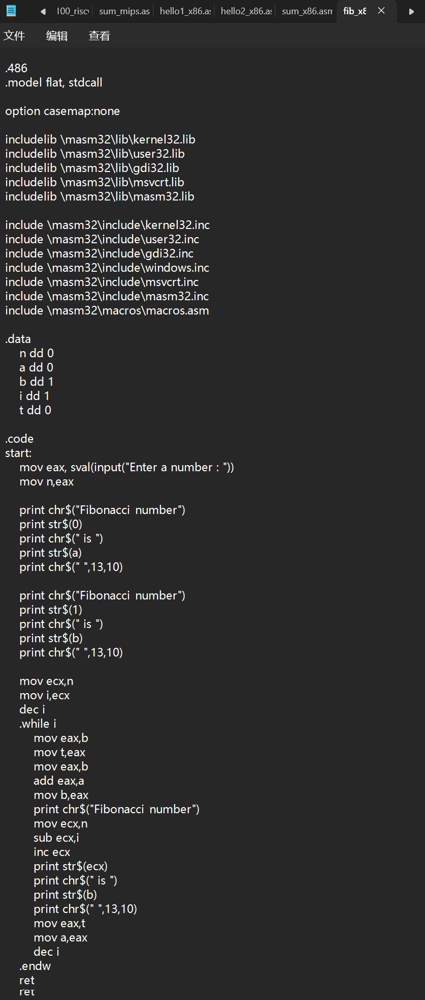 100_riscv
sum_mips.as
hello1_x86.as
hello2_x86.as
sum_x86.asm
fib_x8
文件
编辑
查看
.486
.model flat, stdcall
option casemap:none
includelib \masm32\lib\kernel32.lib
includelib \masm32\lib\user32.lib
includelib \masm32\lib\gdi32.lib
includelib \masm32\lib\msvcrt.lib
includelib \masm32\lib\masm32.lib
include \masm32\include\kernel32.inc
include \masm32\include\user32.inc
include \masm32\include\gdi32.inc
include \masm32\include\windows.inc
include \masm32\include\msvcrt.inc
include \masm32\include\masm32.inc
include \masm32\macros\macros.asm
.data
n dd 0
a dd 0
b dd 1
i dd 1
t dd 0
.code
start:
mov eax, sval(input("Enter a number : "))
mov n,eax
print chr$("Fibonacci number")
print str$(0)
print chr$(" is ")
print str$(a)
print chr$(" ",13,10)
print chr$("Fibonacci number")
print str$(1)
print chr$(" is ")
print str$(b)
print chr$(" ",13,10)
mov ecx,n
mov i,ecx
dec i
.while i
mov eax,b
mov t,eax
mov eax,b
add eax,a
mov b,eax
print chr$("Fibonacci number")
mov ecx,n
sub ecx,i
inc ecx
print str$(ecx)
print chr$(" is ")
print str$(b)
print chr$(" ",13,10)
mov eax,t
mov a,eax
dec i
.endw
ret
ret